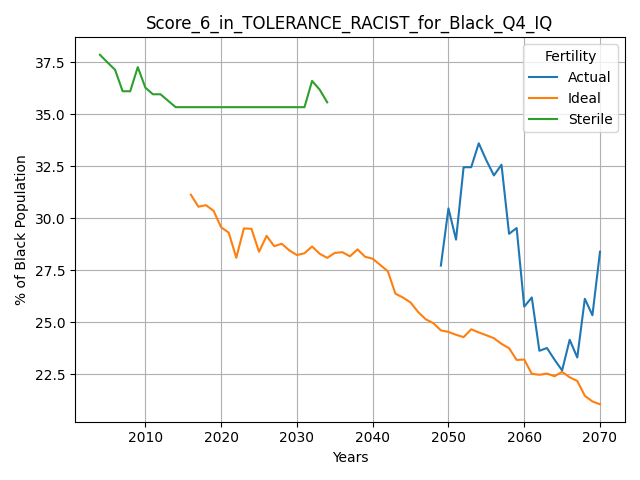 Score_6_in_TOLERANCE_RACIST_for_Black_Q4_IQ
Fertility
Actual
Ideal
Sterile
% of Black Population
37.5
35.0
32.5
30.0
27.5
25.0
22.5
2010
2020
2030
2040
2050
2060
2070
Years